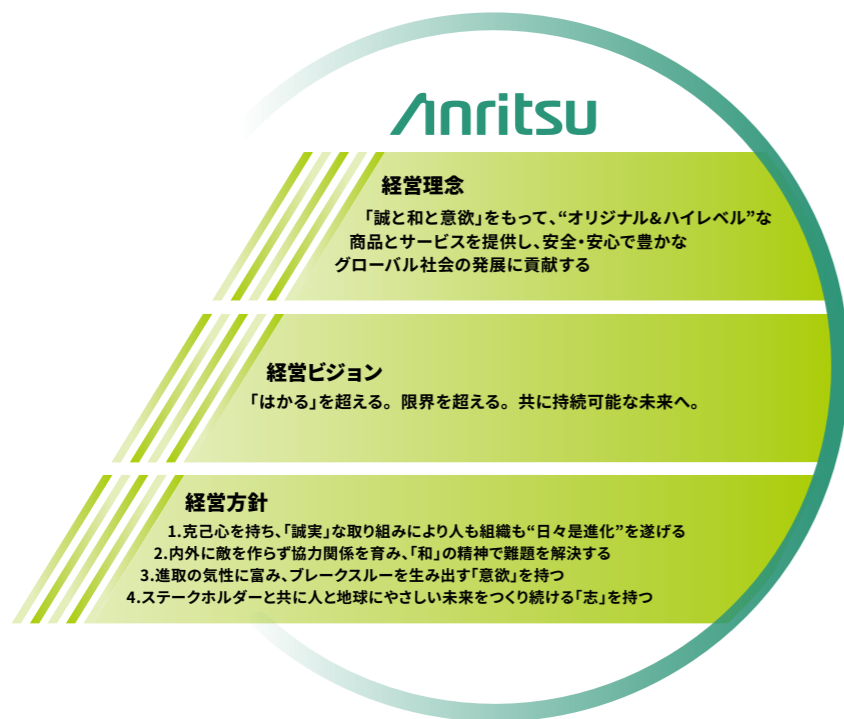 Anritsu
経営理念
「誠と和と意欲」をもって、“オリジナル&ハイレベル”な
商品とサービスを提供し、安全・安心で豊かな
グローバル社会の発展に貢献する
経営ビジョン
「はかる」を超える。限界を超える。共に持続可能な未来へ。
経営方針
1.克己心を持ち、「誠実」な取り組みにより人も組織も“日々是進化”を遂げる
2.内外に敵を作らず協力関係を育み、「和」の精神で難題を解決する
3.進取の気性に富み、ブレークスルーを生み出す「意欲」を持つ
4.ステークホルダーと共に人と地球にやさしい未来をつくり続ける「志」を持つ